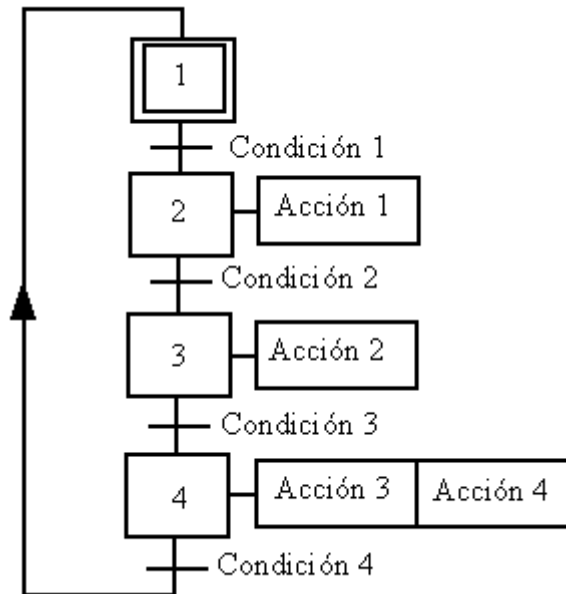 1
Condición 1
2 Acción 1
Condición 2
3 Acción 2
Condición 3
4 Acción 3 Acción 4
Condición 4